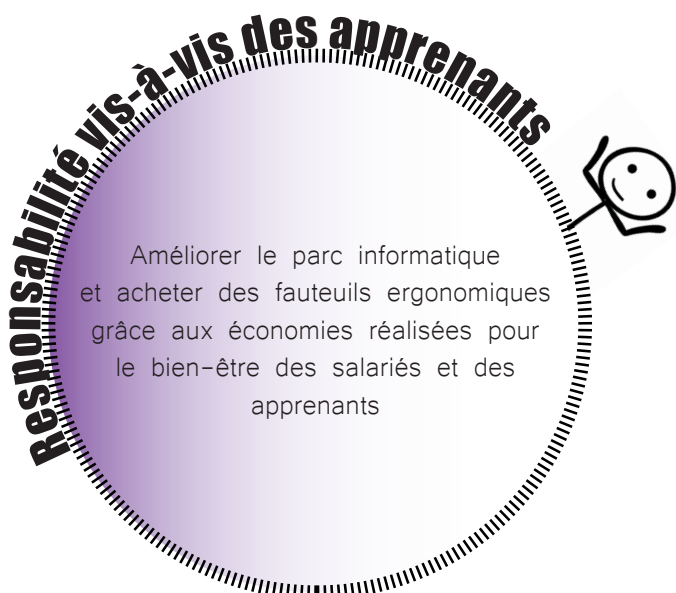 Responsabilité vis-à-vis des apprenants
Améliorer le parc informatique
et acheter des fauteuils ergonomiques
grâce aux économies réalisées pour
le bien-être des salariés et des
apprenants